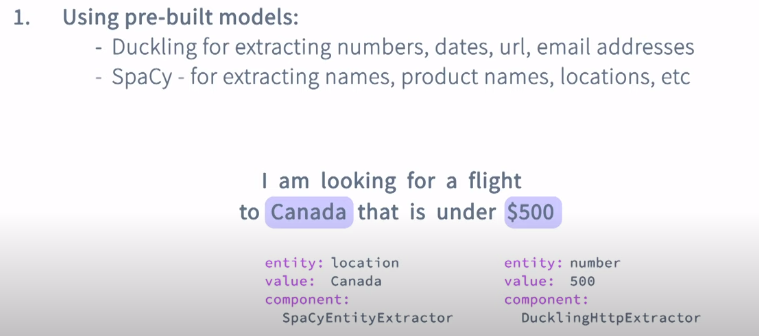 1. Using pre-built models:
- Duckling for extracting numbers, dates, url, email addresses
- SpaCy - for extracting names, product names, locations, etc
I am looking for a flight
to Canada that is under $500
entity: location
value: Canada
component:
SpaCyEntityExtractor
entity: number
value: 500
component:
DucklingHttpExtractor